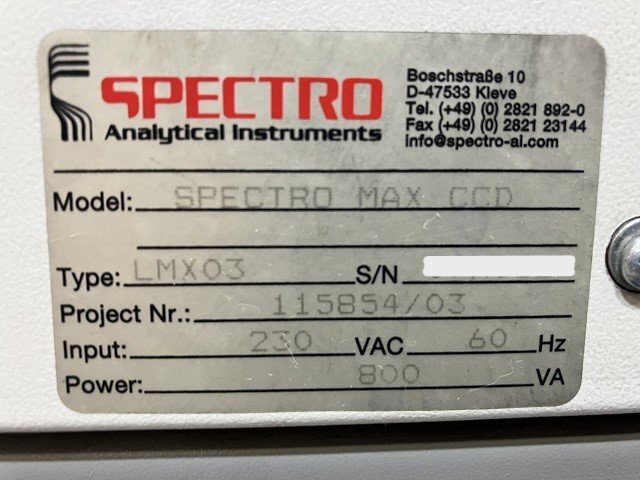 SPECTRO
Analytical Instruments
Boschstraße 10
D-47533 Kleve
Tel. (+49) (0) 2821 892-0
Fax (+49) (0) 2821 23144
info@spectro-ai.com
Model: SPECTRO MAX CCD
Type: LMX03 S/N
Project Nr.: 115854/03
Input: 230 VAC 60 Hz
Power: 800 VA